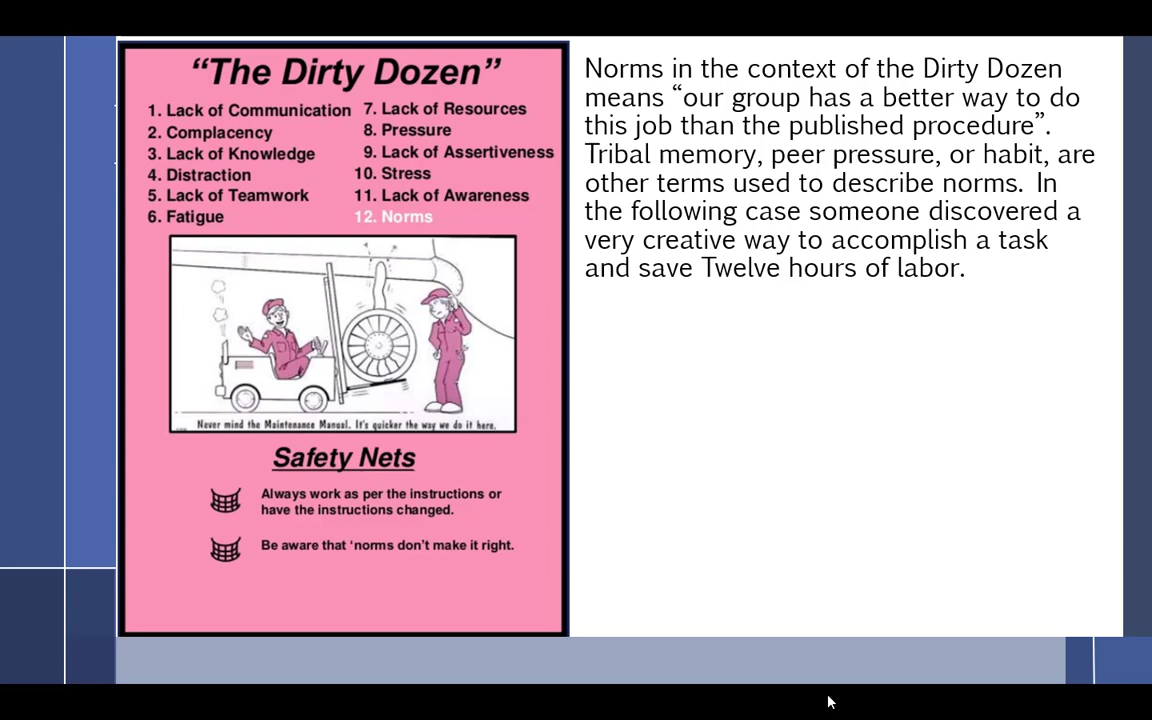 “The Dirty Dozen”
1. Lack of Communication
2. Complacency
3. Lack of Knowledge
4. Distraction
5. Lack of Teamwork
6. Fatigue
7. Lack of Resources
8. Pressure
9. Lack of Assertiveness
10. Stress
11. Lack of Awareness
12. Norms
Never mind the Maintenance Manual. It's quicker the way we do it here.
Safety Nets
Always work as per the instructions or
have the instructions changed.
Be aware that ‘norms don’t make it right.
Norms in the context of the Dirty Dozen
means “our group has a better way to do
this job than the published procedure”.
Tribal memory, peer pressure, or habit, are
other terms used to describe norms. In
the following case someone discovered a
very creative way to accomplish a task
and save Twelve hours of labor.